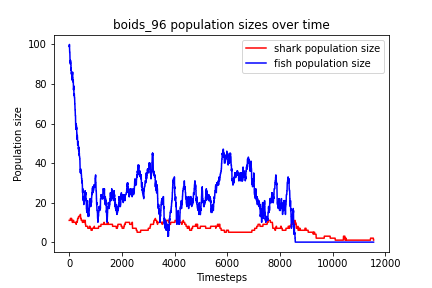 boids_96 population sizes over time
shark population size
fish population size
Population size
100
80
60
40
20
0
0
2000
4000
6000
8000
10000
12000
Timesteps